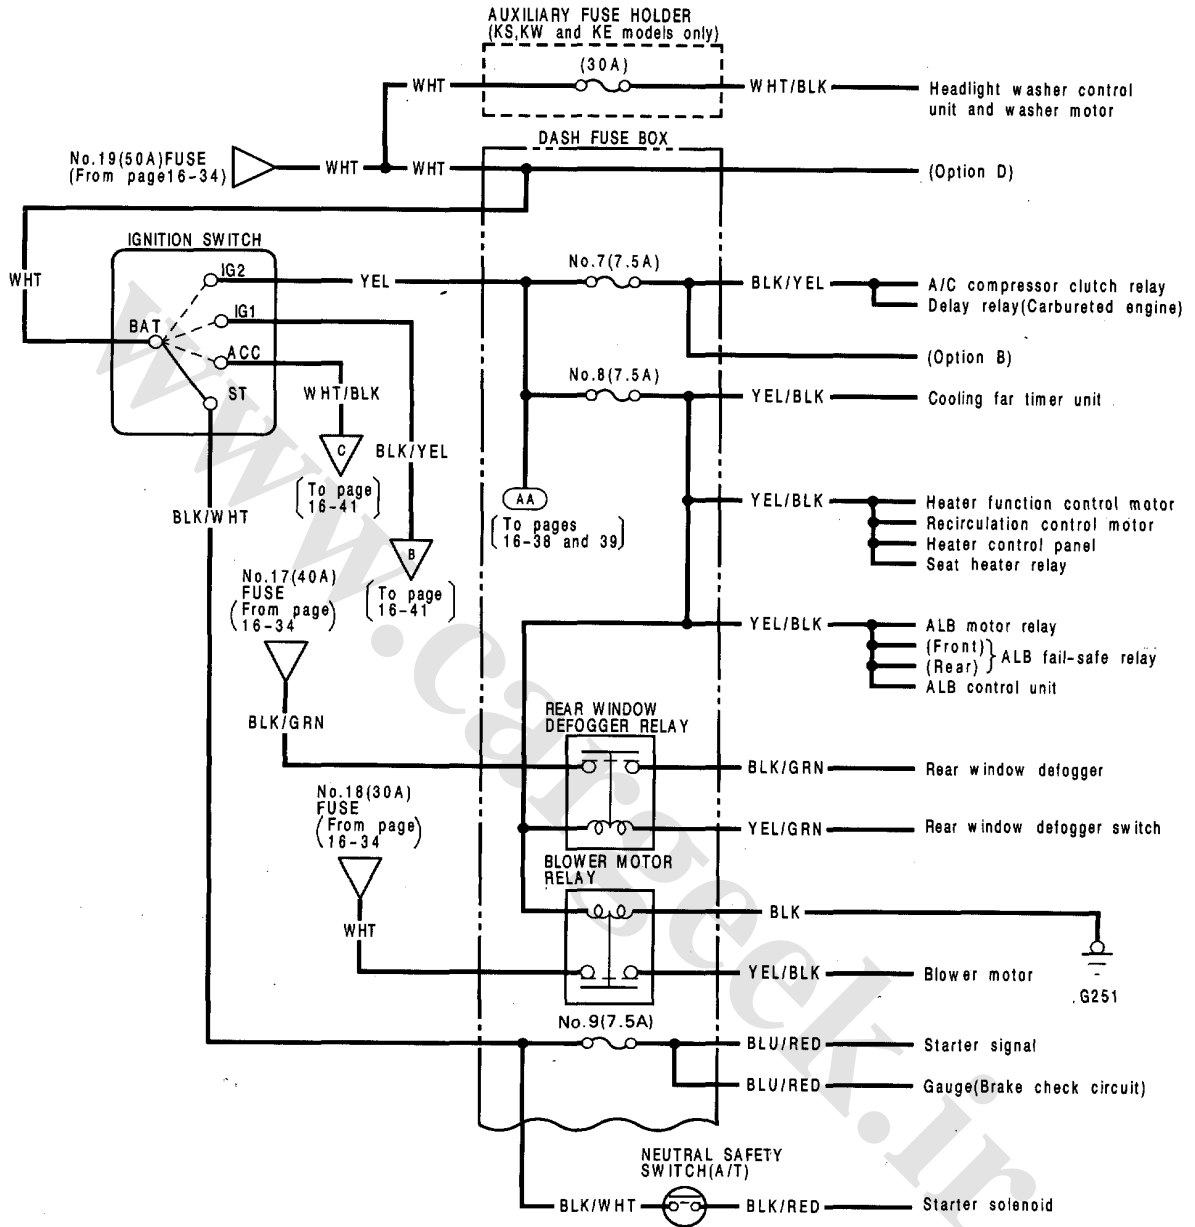 AUXILIARY FUSE HOLDER
(KS,KW and KE models only)
(30A)
WHT
WHT/BLK
Headlight washer control
unit and washer motor
DASH FUSE BOX
No.19(50A)FUSE
(From page16-34)
WHT
WHT
(Option D)
IGNITION SWITCH
WHT
IG2
YEL
No.7(7.5A)
BLK/YEL
A/C compressor clutch relay
Delay relay(Carbureted engine)
IG1
BAT
ACC
(Option B)
ST
WHT/BLK
No.8(7.5A)
YEL/BLK
Cooling far timer unit
C
BLK/YEL
(To page
16-41)
AA
(To pages
16-38 and 39)
YEL/BLK
Heater function control motor
Recirculation control motor
Heater control panel
Seat heater relay
BLK/WHT
B
(To page
16-41)
No.17(40A)
FUSE
(From page)
16-34
YEL/BLK
ALB motor relay
(Front)
(Rear)
ALB fail-safe relay
ALB control unit
BLK/GRN
REAR WINDOW
DEFOGGER RELAY
BLK/GRN
Rear window defogger
No.18(30A)
FUSE
(From page)
16-34
YEL/GRN
Rear window defogger switch
BLOWER MOTOR
RELAY
BLK
WHT
YEL/BLK
Blower motor
G251
No.9(7.5A)
BLU/RED
Starter signal
BLU/RED
Gauge(Brake check circuit)
NEUTRAL SAFETY
SWITCH(A/T)
BLK/WHT
BLK/RED
Starter solenoid
www.cargeek.ir